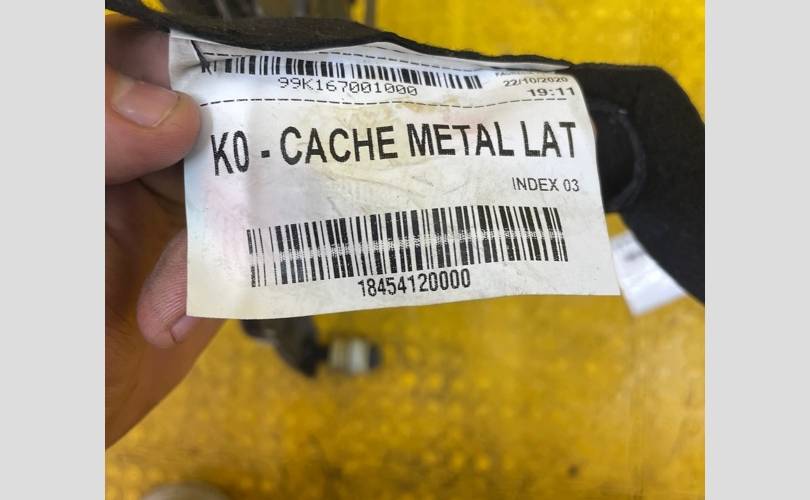 22/10/2020
99K167001000
19:11
K0 - CACHE METAL LAT
INDEX 03
18454120000